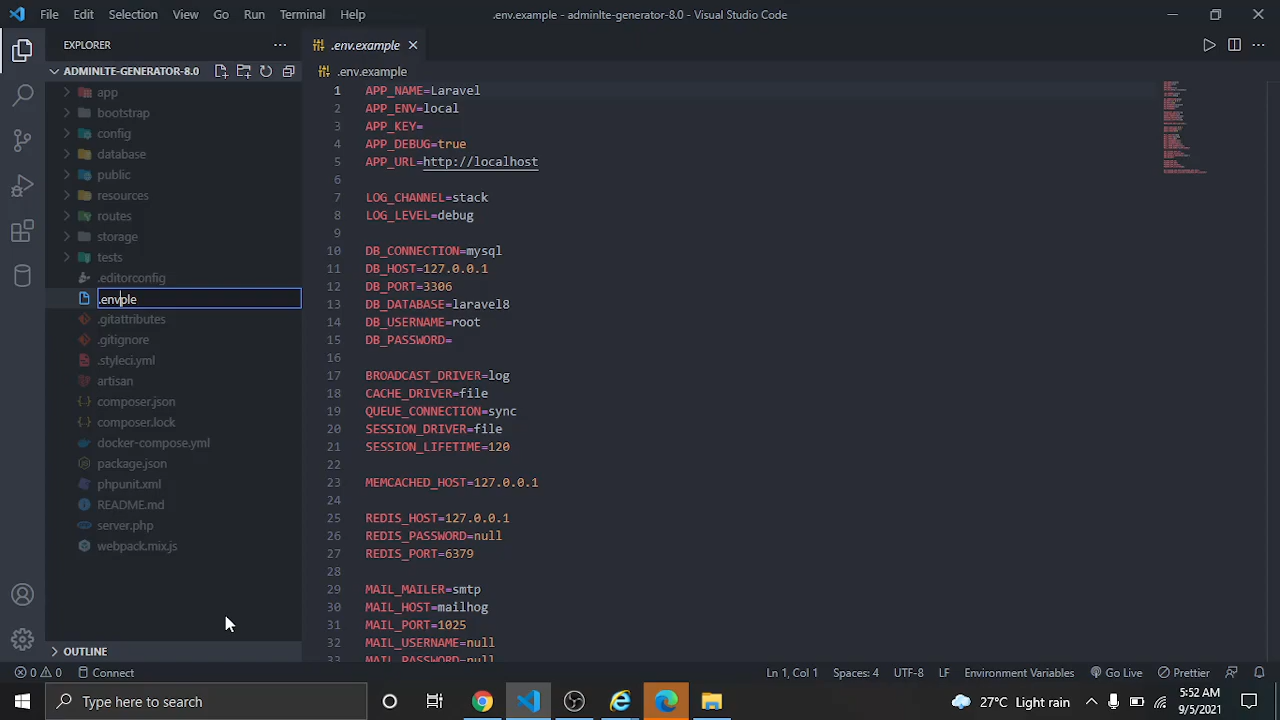 File Edit Selection View Go Run Terminal Help
.env.example - adminlte-generator-8.0 - Visual Studio Code
EXPLORER
.env.example
ADMINLTE-GENERATOR-8.0
.env.example
app
bootstrap
config
database
public
resources
routes
storage
tests
.editorconfig
.envple
.gitattributes
.gitignore
.styleci.yml
artisan
composer.json
composer.lock
docker-compose.yml
package.json
phpunit.xml
README.md
server.php
webpack.mix.js
OUTLINE
1 APP_NAME=Laravel
2 APP_ENV=local
3 APP_KEY=
4 APP_DEBUG=true
5 APP_URL=http://localhost
6
7 LOG_CHANNEL=stack
8 LOG_LEVEL=debug
9
10 DB_CONNECTION=mysql
11 DB_HOST=127.0.0.1
12 DB_PORT=3306
13 DB_DATABASE=laravel8
14 DB_USERNAME=root
15 DB_PASSWORD=
16
17 BROADCAST_DRIVER=log
18 CACHE_DRIVER=file
19 QUEUE_CONNECTION=sync
20 SESSION_DRIVER=file
21 SESSION_LIFETIME=120
22
23 MEMCACHED_HOST=127.0.0.1
24
25 REDIS_HOST=127.0.0.1
26 REDIS_PASSWORD=null
27 REDIS_PORT=6379
28
29 MAIL_MAILER=smtp
30 MAIL_HOST=mailhog
31 MAIL_PORT=1025
32 MAIL_USERNAME=null
33 MAIL_PASSWORD=null
0 0 Connect
Ln 1, Col 1 Spaces: 4 UTF-8 LF Environment Variables Go Live Prettier
Type here to search
27°C Light rain
5:52 AM
9/5/2021